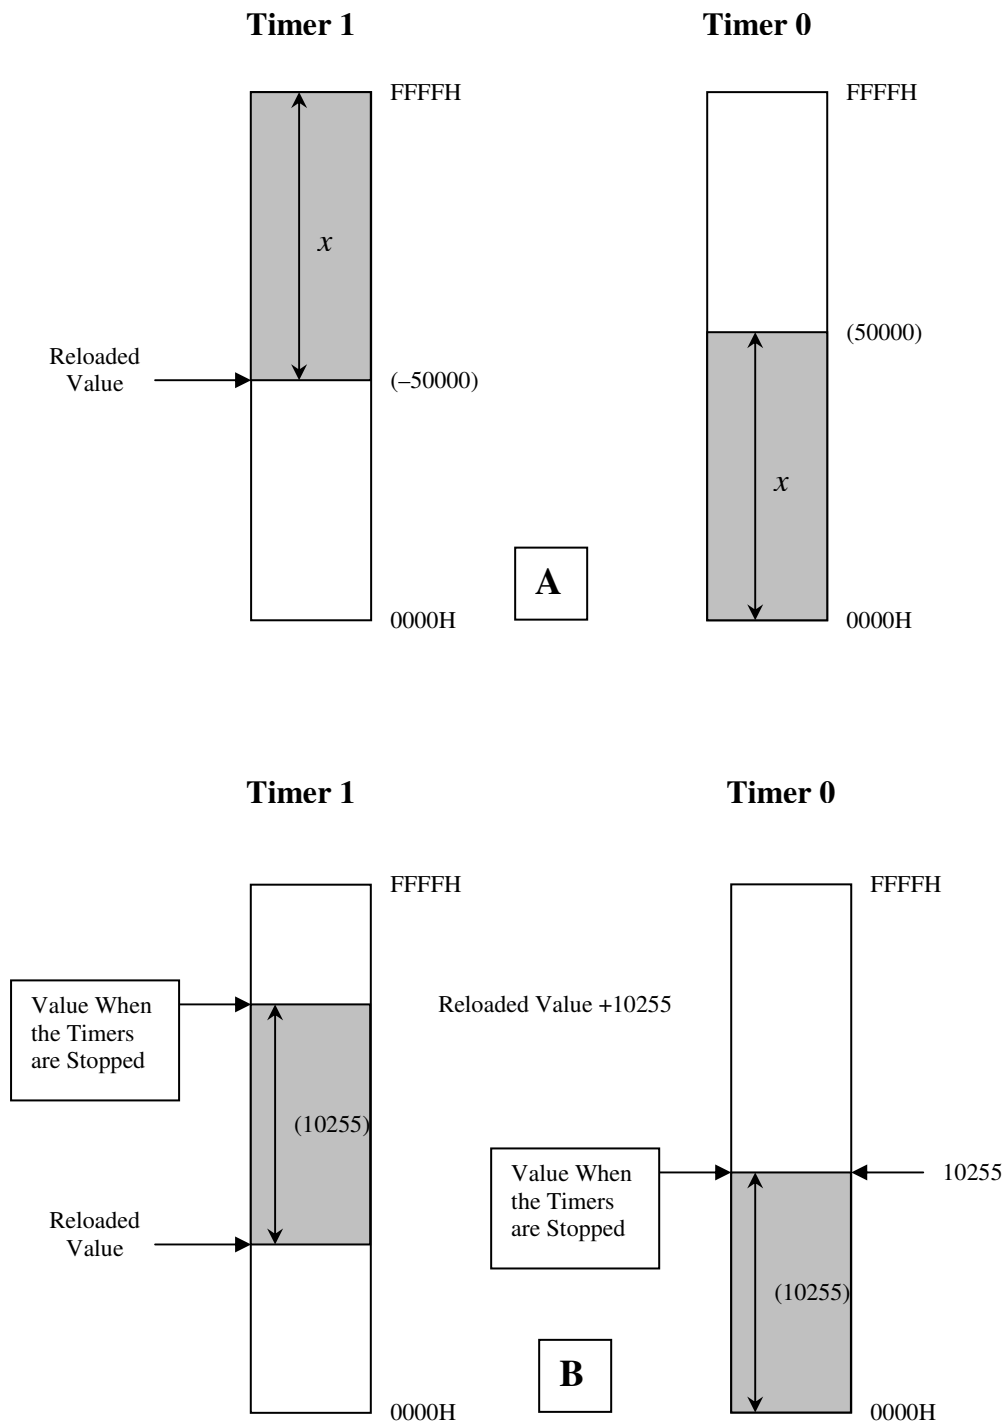 Timer 1
Timer 0
FFFFH
FFFFH
x
(50000)
Reloaded
Value
(–50000)
x
A
0000H
0000H
Timer 1
Timer 0
FFFFH
FFFFH
Value When
the Timers
are Stopped
Reloaded Value +10255
(10255)
Value When
the Timers
are Stopped
10255
Reloaded
Value
(10255)
B
0000H
0000H